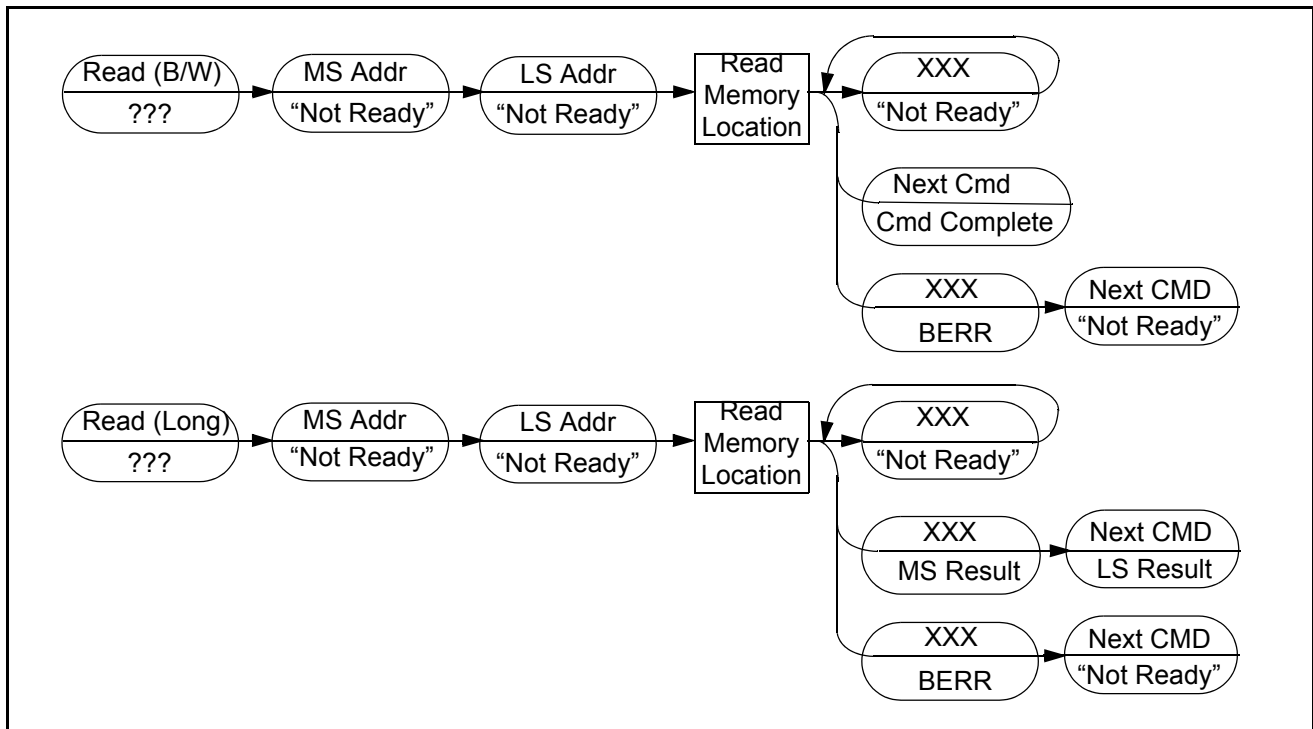 Read (B/W)
???
MS Addr
“Not Ready”
LS Addr
“Not Ready”
Read
Memory
Location
XXX
“Not Ready”
Next Cmd
Cmd Complete
XXX
BERR
Next CMD
“Not Ready”
Read (Long)
???
MS Addr
“Not Ready”
LS Addr
“Not Ready”
Read
Memory
Location
XXX
“Not Ready”
XXX
MS Result
Next CMD
LS Result
XXX
BERR
Next CMD
“Not Ready”